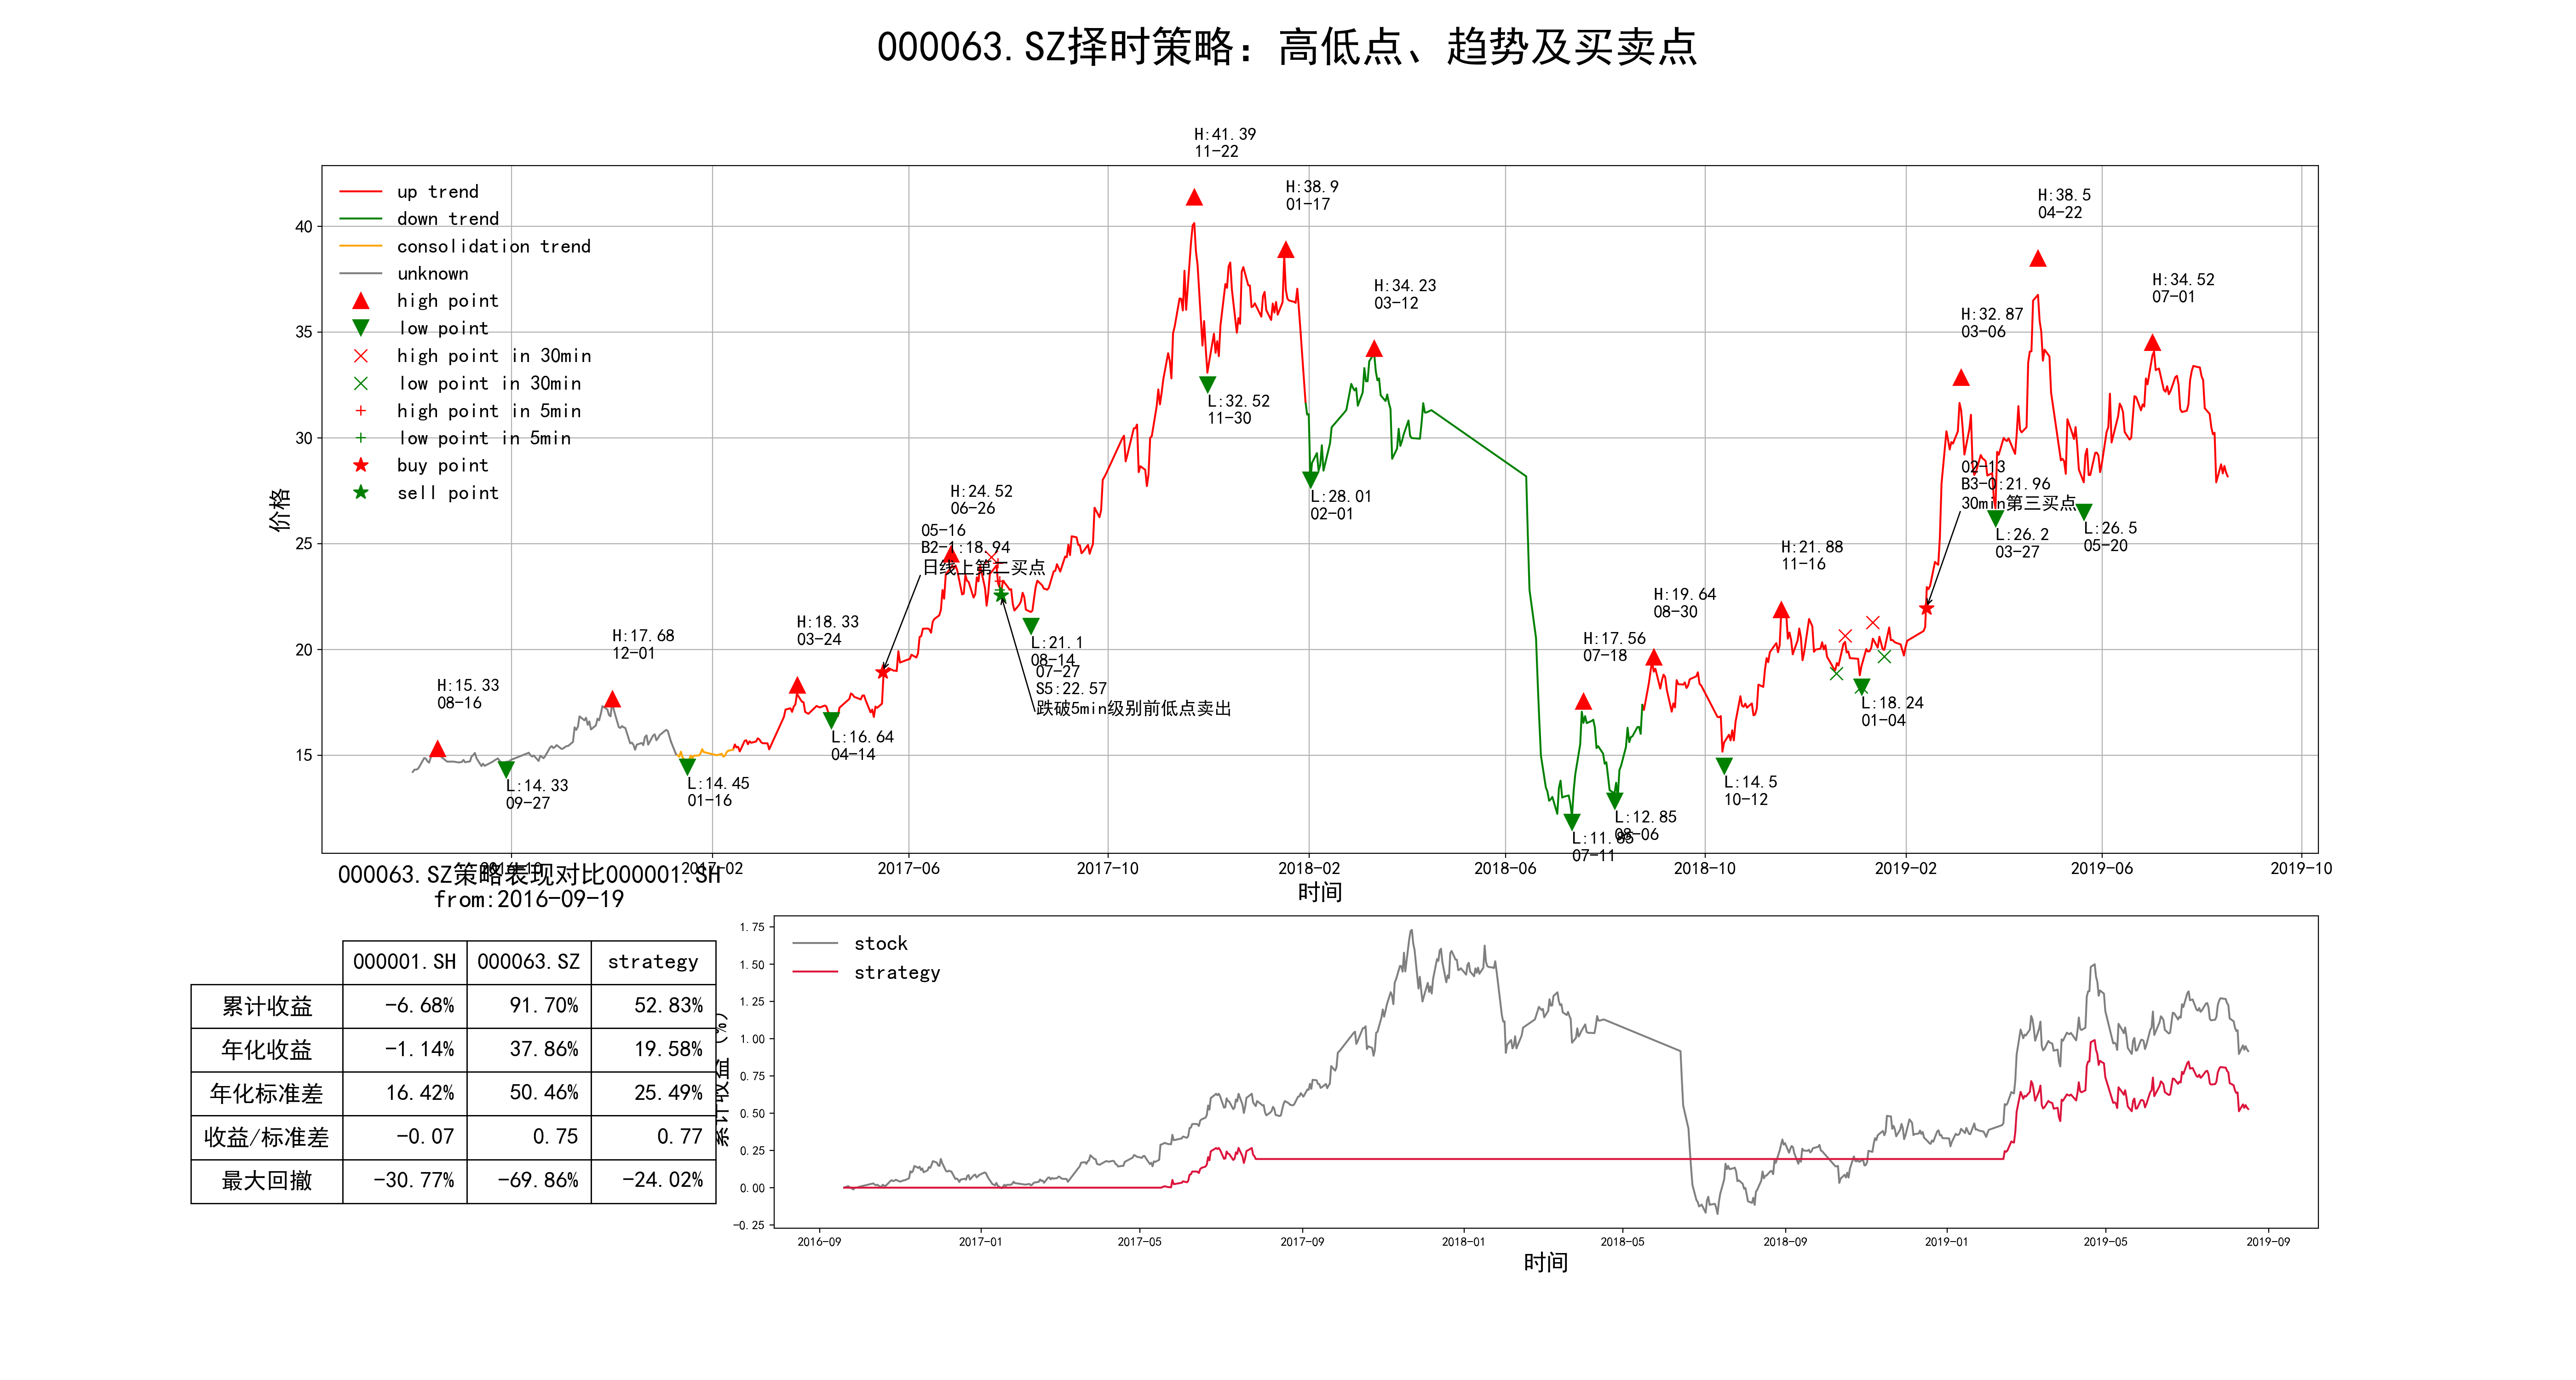 000063.SZ择时策略：高低点、趋势及买卖点
H:41.39
11-22
H:38.9
01-17
H:38.5
04-22
H:34.23
03-12
H:34.52
07-01
H:32.87
03-06
up trend
down trend
consolidation trend
unknown
high point
low point
high point in 30min
low point in 30min
high point in 5min
low point in 5min
buy point
sell point
价格
40
35
30
25
20
15
L:32.52
11-30
L:28.01
02-01
H:24.52
06-26
05-16
B2-1:18.94
日线上第二买点
02-13
B3-0:21.96
30min第三买点
L:26.2
03-27
L:26.5
05-20
H:21.88
11-16
H:19.64
08-30
H:17.56
07-18
H:18.33
03-24
H:17.68
12-01
H:15.33
08-16
L:21.1
08-14
07-27
S5:22.57
跌破5min级别前低点卖出
L:16.64
04-14
L:14.45
01-16
L:14.33
09-27
L:18.24
01-04
L:14.5
10-12
L:12.85
08-06
L:11.85
07-11
2016-10
2017-02
2017-06
2017-10
2018-02
2018-06
2018-10
2019-02
2019-06
2019-10
时间
000063.SZ策略表现对比000001.SH
from:2016-09-19
000001.SH 000063.SZ strategy
累计收益 -6.68% 91.70% 52.83%
年化收益 -1.14% 37.86% 19.58%
年化标准差 16.42% 50.46% 25.49%
收益/标准差 -0.07 0.75 0.77
最大回撤 -30.77% -69.86% -24.02%
累计收益 (%)
stock
strategy
1.75
1.50
1.25
1.00
0.75
0.50
0.25
0.00
-0.25
2016-09
2017-01
2017-05
2017-09
2018-01
2018-05
2018-09
2019-01
2019-05
2019-09
时间